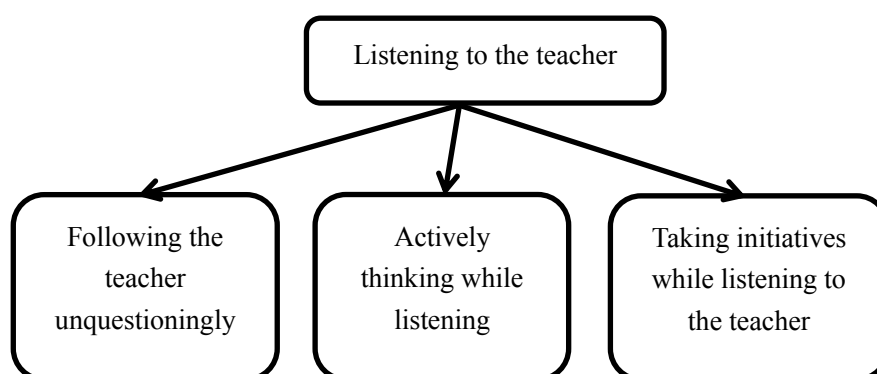 Listening to the teacher
Following the
teacher
unquestioningly
Actively
thinking while
listening
Taking initiatives
while listening to
the teacher